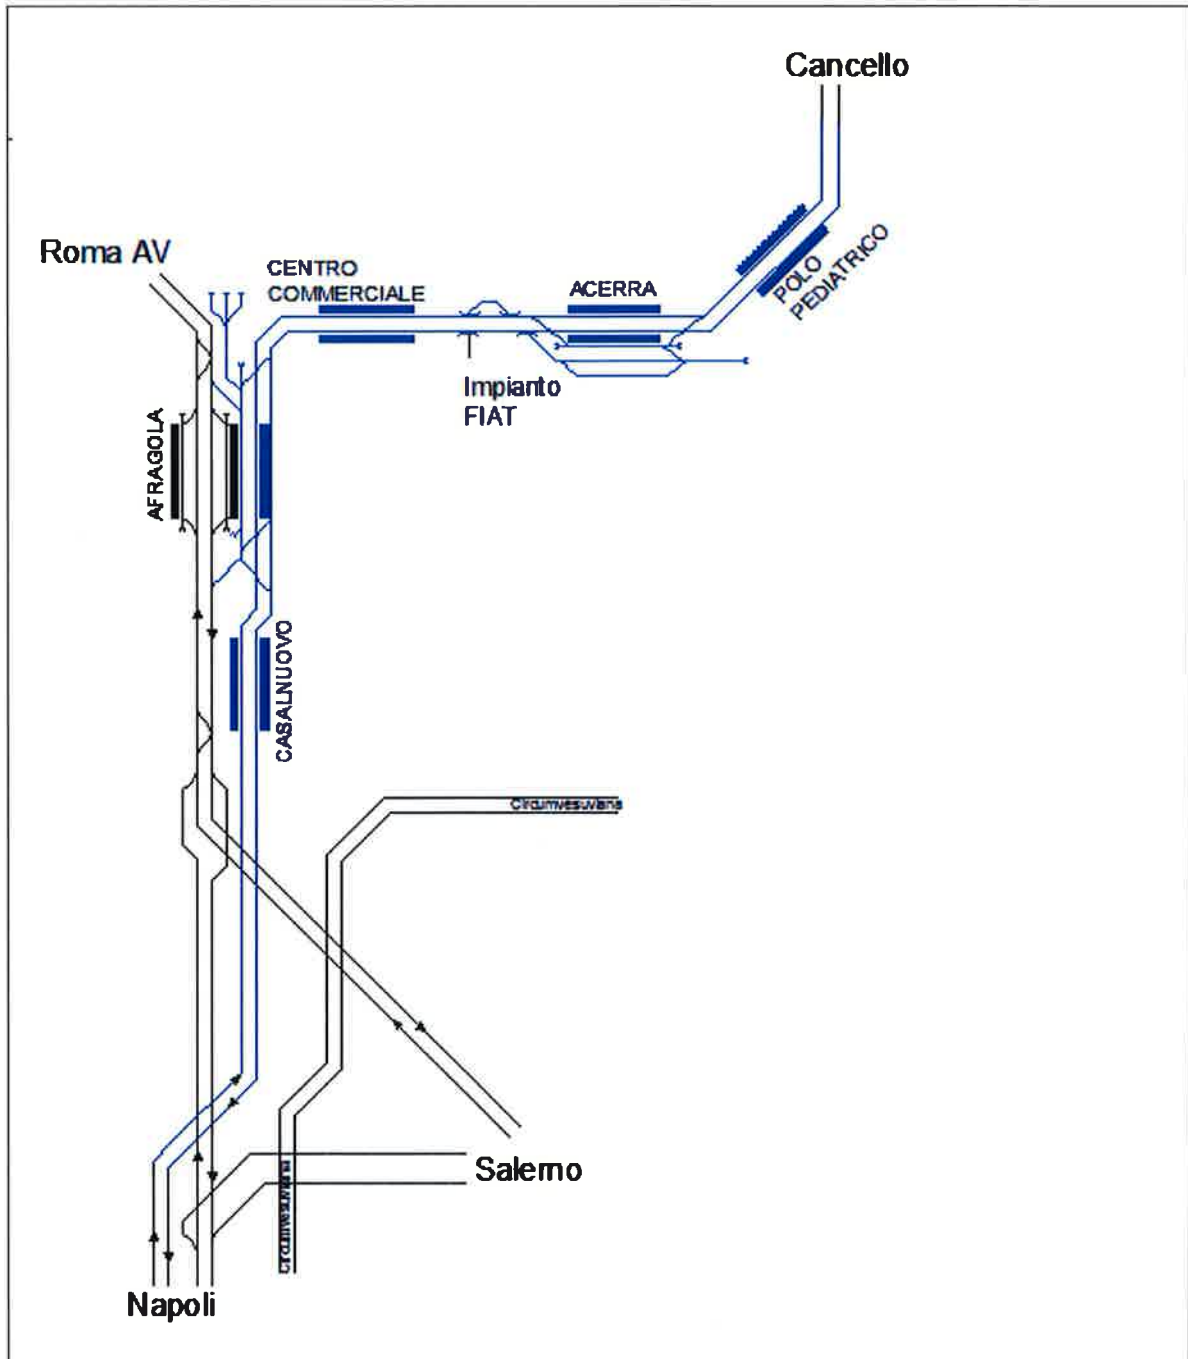 Cancello
Roma AV
CENTRO
COMMERCIALE
ACERRA
POLO
PEDIATRICO
Impianto
FIAT
AFRAGOLA
CASALNUOVO
Circumvesuviana
Salerno
Circumvesuviana
Napoli